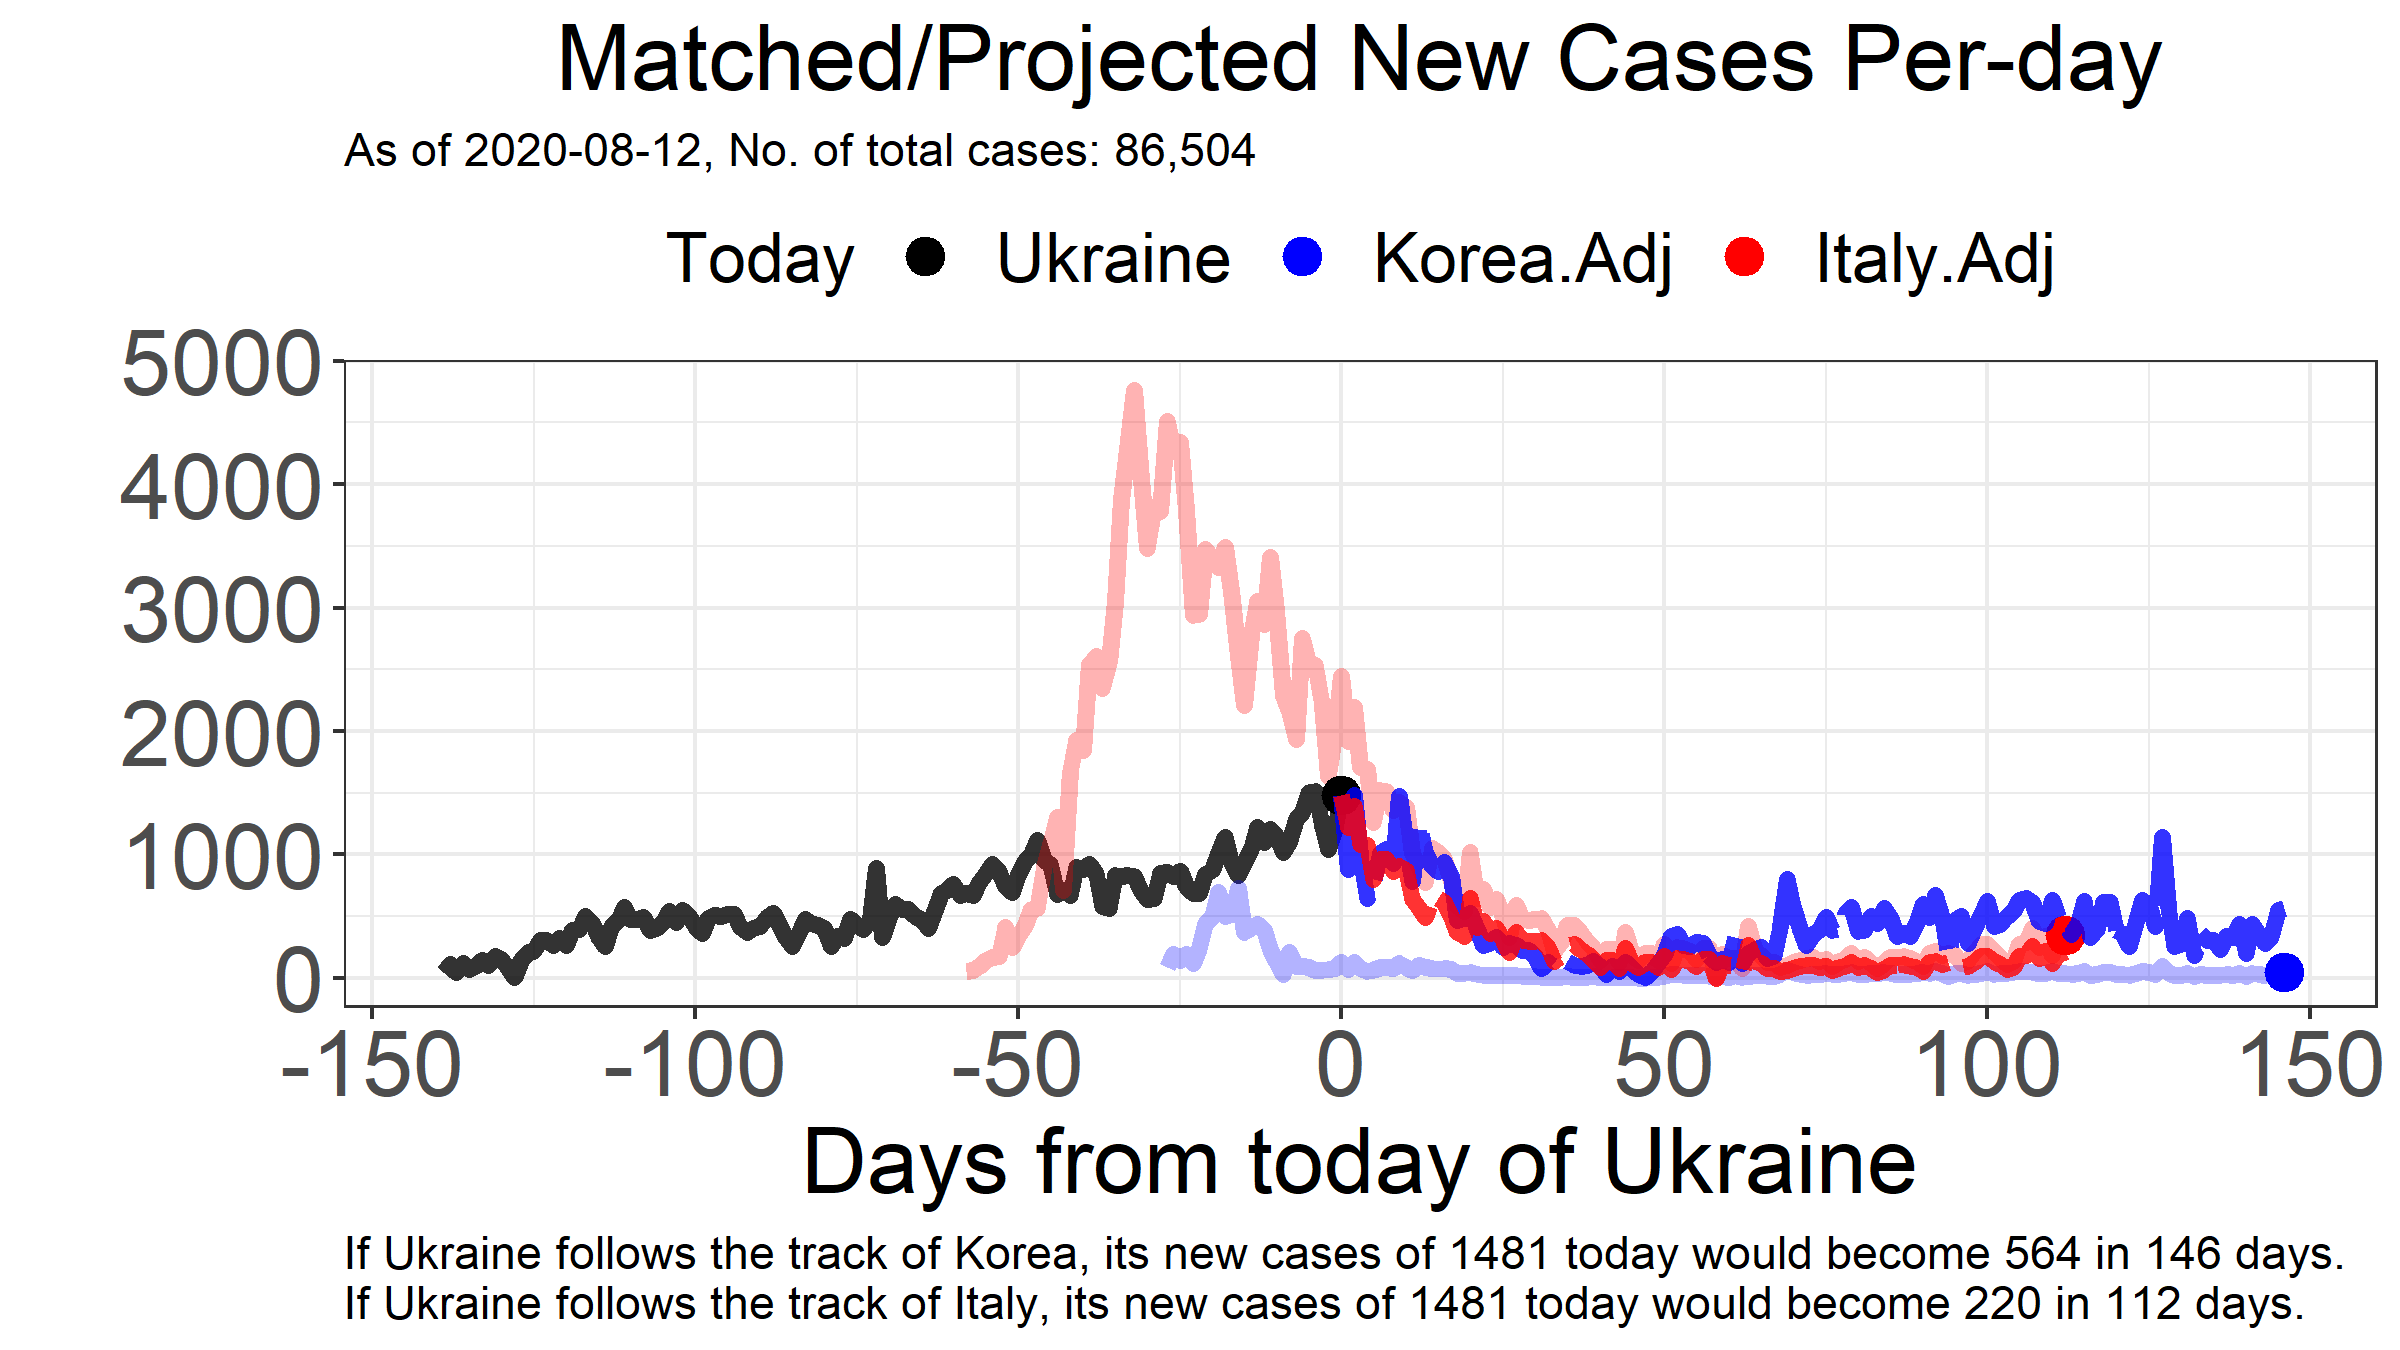 Matched/Projected New Cases Per-day
As of 2020-08-12, No. of total cases: 86,504
Today Ukraine Korea.Adj Italy.Adj
5000
4000
3000
2000
1000
0
-150 -100 -50 0 50 100 150
Days from today of Ukraine
If Ukraine follows the track of Korea, its new cases of 1481 today would become 564 in 146 days.
If Ukraine follows the track of Italy, its new cases of 1481 today would become 220 in 112 days.